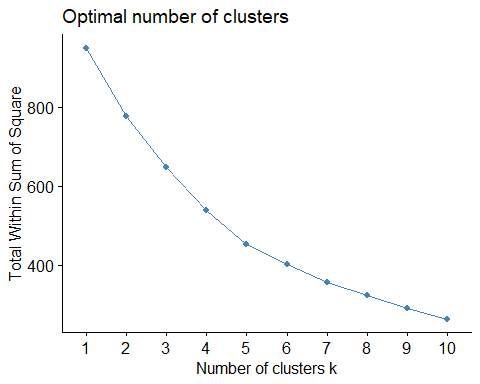 Optimal number of clusters
Total Within Sum of Square
800
600
400
1 2 3 4 5 6 7 8 9 10
Number of clusters k